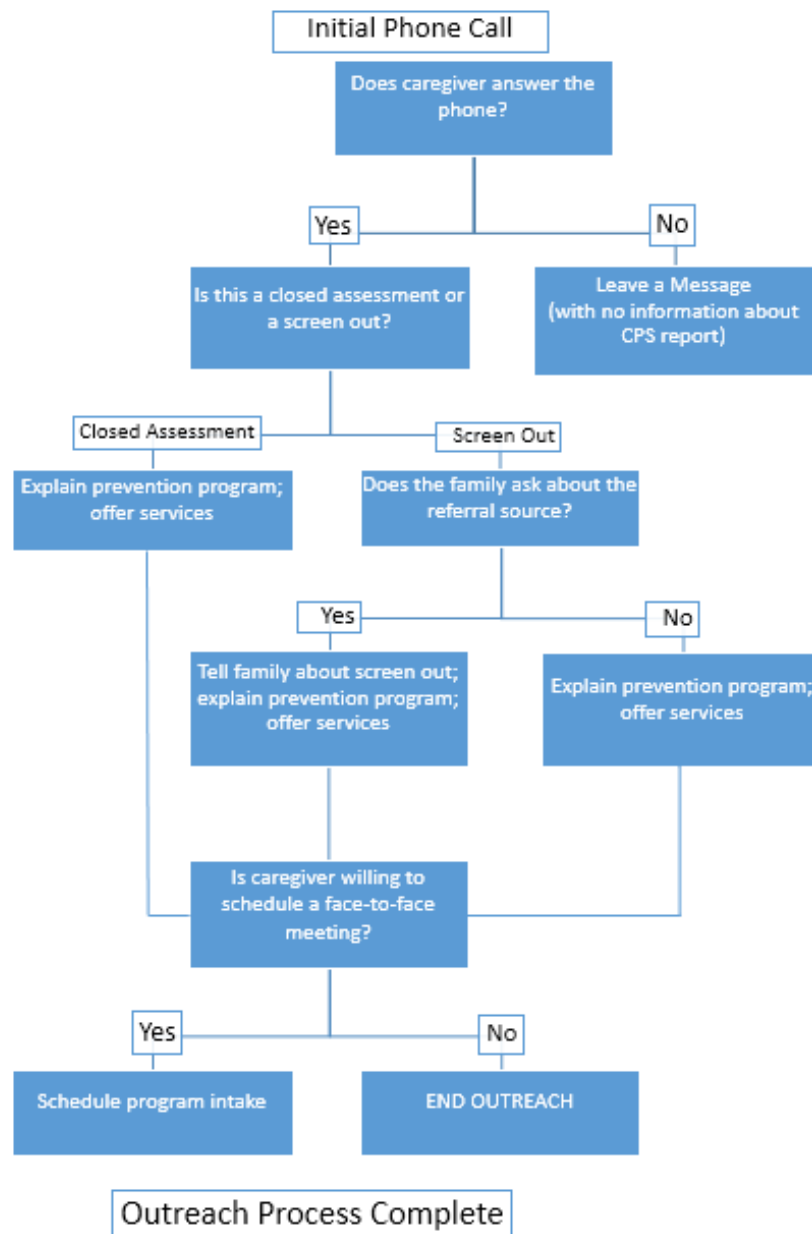 Initial Phone Call
Does caregiver answer the
phone?
Yes
No
Is this a closed assessment or
a screen out?
Leave a Message
(with no information about
CPS report)
Closed Assessment
Screen Out
Explain prevention program;
offer services
Does the family ask about the
referral source?
Yes
No
Tell family about screen out;
explain prevention program;
offer services
Explain prevention program;
offer services
Is caregiver willing to
schedule a face-to-face
meeting?
Yes
No
Schedule program intake
END OUTREACH
Outreach Process Complete